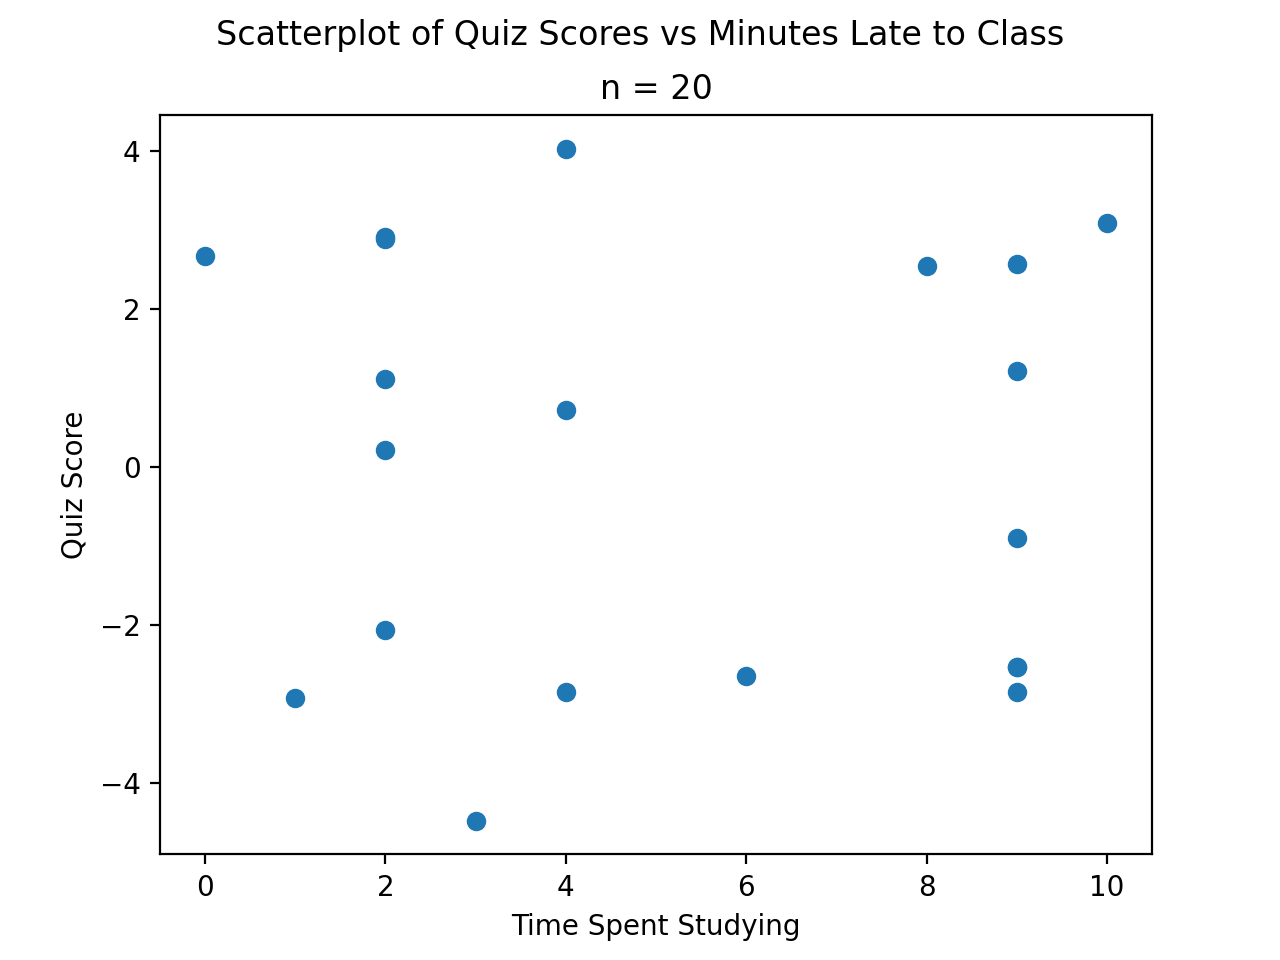 Scatterplot of Quiz Scores vs Minutes Late to Class
n = 20
4
2
0
−2
−4
Quiz Score
0 2 4 6 8 10
Time Spent Studying